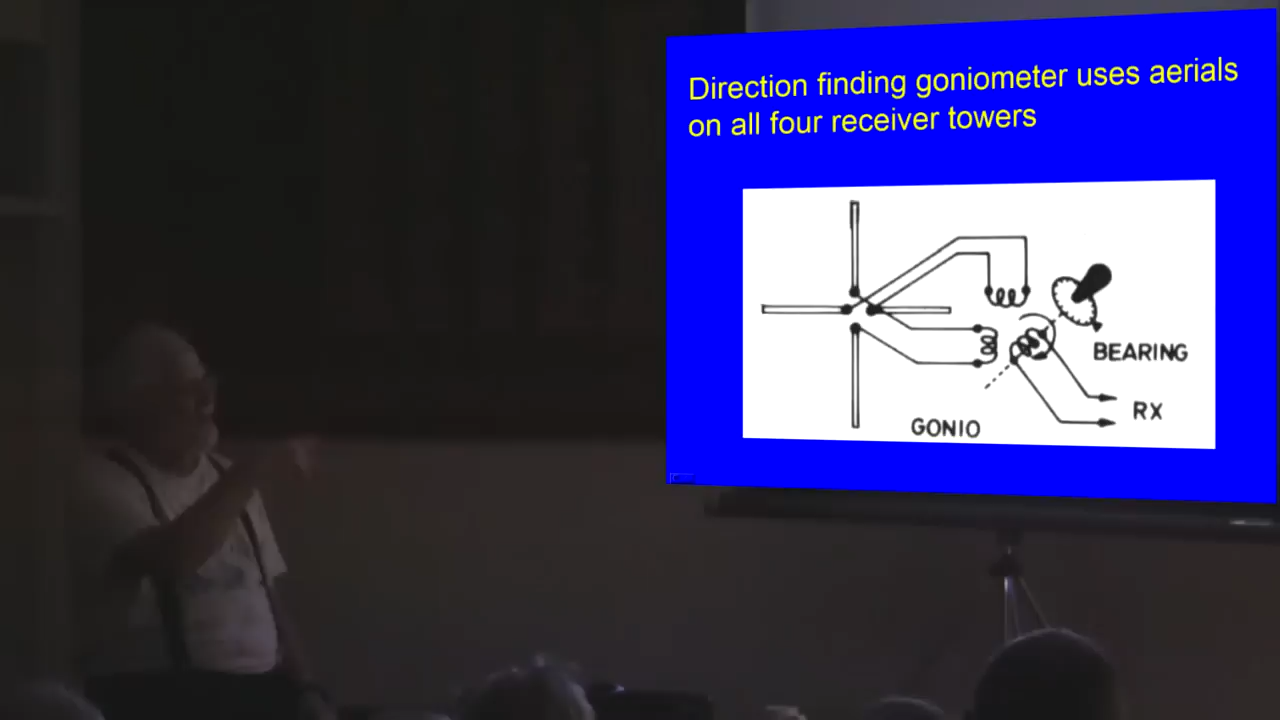 Direction finding goniometer uses aerials
on all four receiver towers
BEARING
RX
GONIO